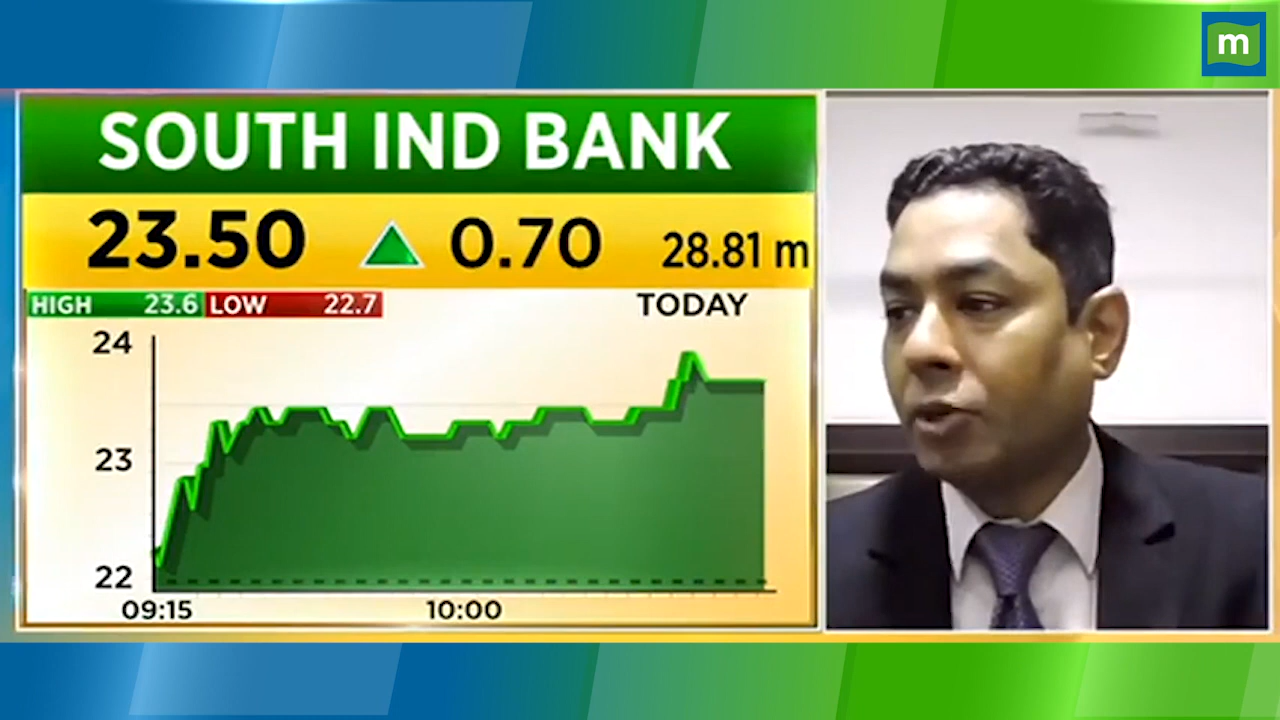 m
SOUTH IND BANK
23.50 ▲ 0.70 28.81 m
HIGH 23.6 LOW 22.7 TODAY
24
23
22
09:15 10:00